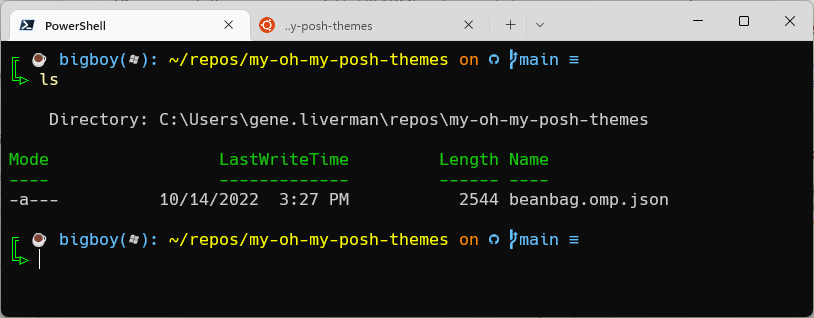 PowerShell
..y-posh-themes
bigboy(): ~/repos/my-oh-my-posh-themes on main ≡
ls
Directory: C:\Users\gene.liverman\repos\my-oh-my-posh-themes
Mode LastWriteTime Length Name
---- ------------- ------ ----
-a--- 10/14/2022 3:27 PM 2544 beanbag.omp.json
bigboy(): ~/repos/my-oh-my-posh-themes on main ≡